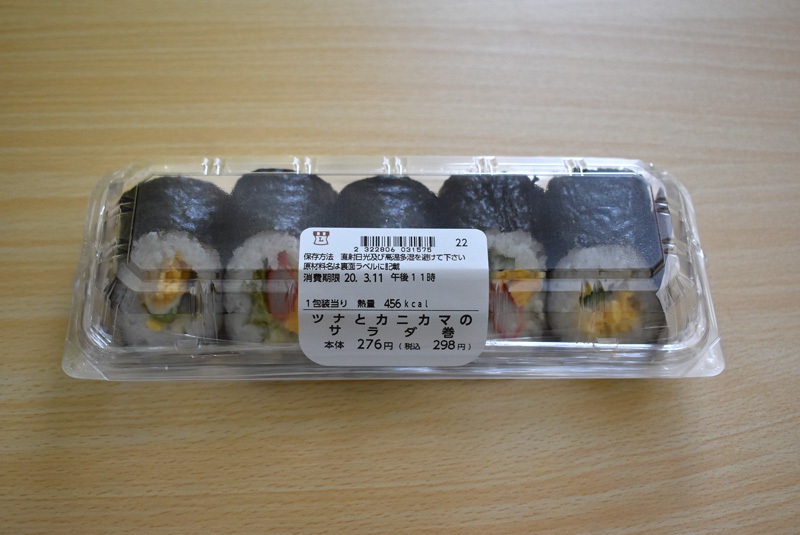 22
2 322806 031575
保存方法 直射日光及び高温多湿を避けて下さい
原材料名は裏面ラベルに記載
消費期限 20. 3.11 午後11時
1包装当り 熱量 456kcal
ツナとカニカマの
サラダ巻
本体 276円(税込 298円)